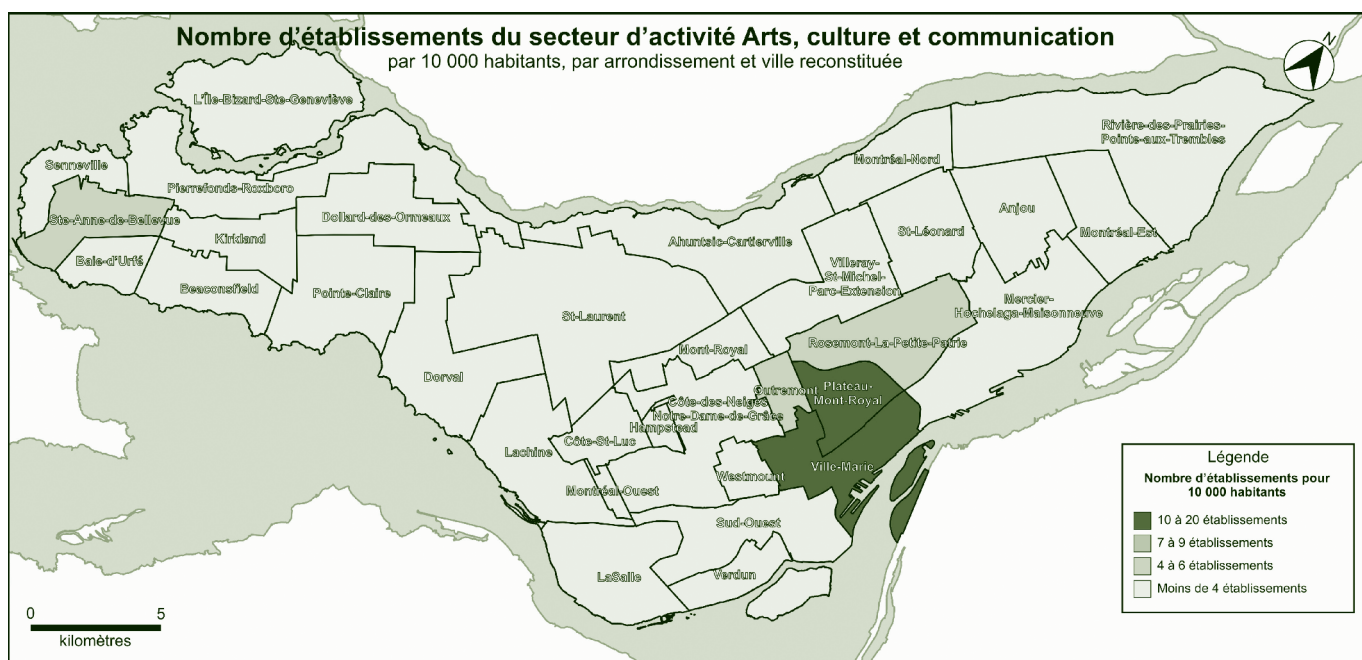 Nombre d'établissements du secteur d'activité Arts, culture et communication
par 10 000 habitants, par arrondissement et ville reconstituée
N
L'Île-Bizard-Ste-Geneviève
Rivière-des-Prairies-
Pointe-aux-Trembles
Montréal-Nord
Senneville
Pierrefonds-Roxboro
Ste-Anne-de-Bellevue
Dollard-des-Ormeaux
Anjou
St-Léonard
Montréal-Est
Kirkland
Ahuntsic-Cartierville
Baie-d'Urfé
Villeray-
St-Michel-
Parc-Extension
Beaconsfield
Pointe-Claire
Mercier-
Hochelaga-Maisonneuve
St-Laurent
Rosemont-La-Petite-Patrie
Mont-Royal
Dorval
Outremont
Plateau-
Mont-Royal
Côte-des-Neiges
Notre-Dame-de-Grâce
Hampstead
Côte-St-Luc
Lachine
Ville-Marie
Westmount
Montréal-Ouest
Sud-Ouest
LaSalle
Verdun
Légende
Nombre d'établissements pour
10 000 habitants
10 à 20 établissements
7 à 9 établissements
4 à 6 établissements
Moins de 4 établissements
0 5
kilomètres